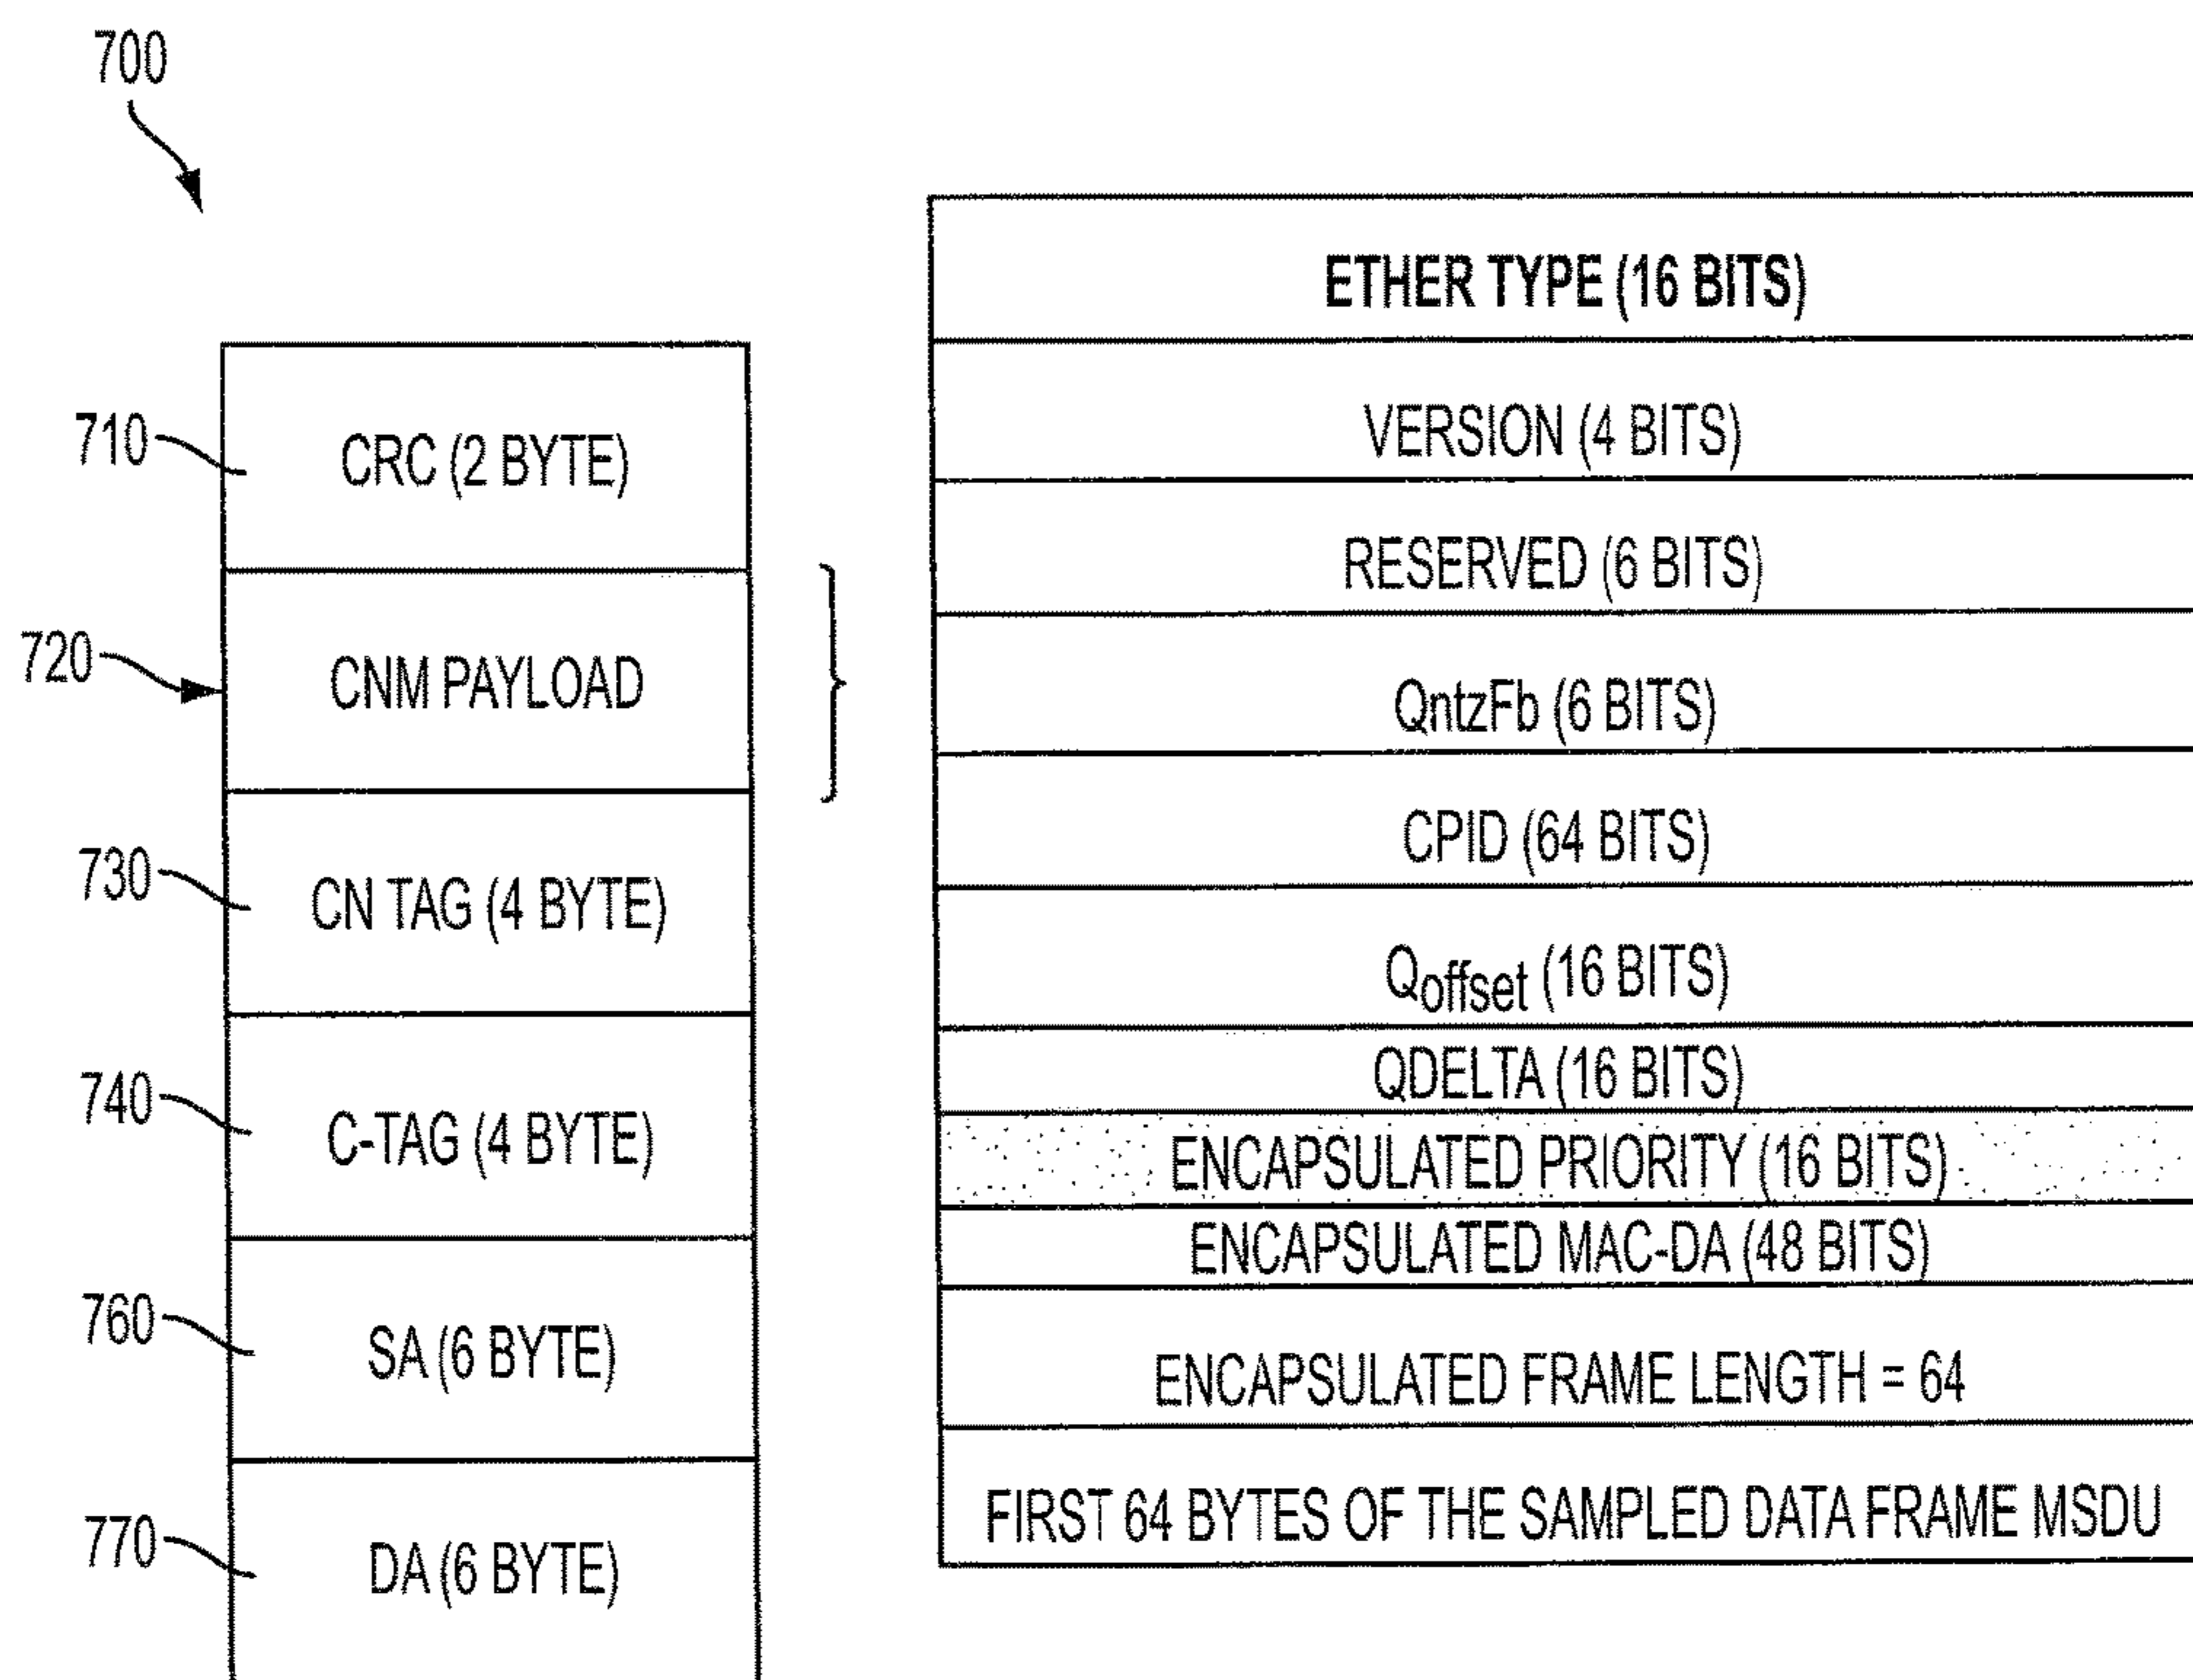 700
710
CRC (2 BYTE)
720
CNM PAYLOAD
730
CN TAG (4 BYTE)
740
C-TAG (4 BYTE)
760
SA (6 BYTE)
770
DA (6 BYTE)
ETHER TYPE (16 BITS)
VERSION (4 BITS)
RESERVED (6 BITS)
QntzFb (6 BITS)
CPID (64 BITS)
Qoffset (16 BITS)
QDELTA (16 BITS)
ENCAPSULATED PRIORITY (16 BITS)
ENCAPSULATED MAC-DA (48 BITS)
ENCAPSULATED FRAME LENGTH = 64
FIRST 64 BYTES OF THE SAMPLED DATA FRAME MSDU